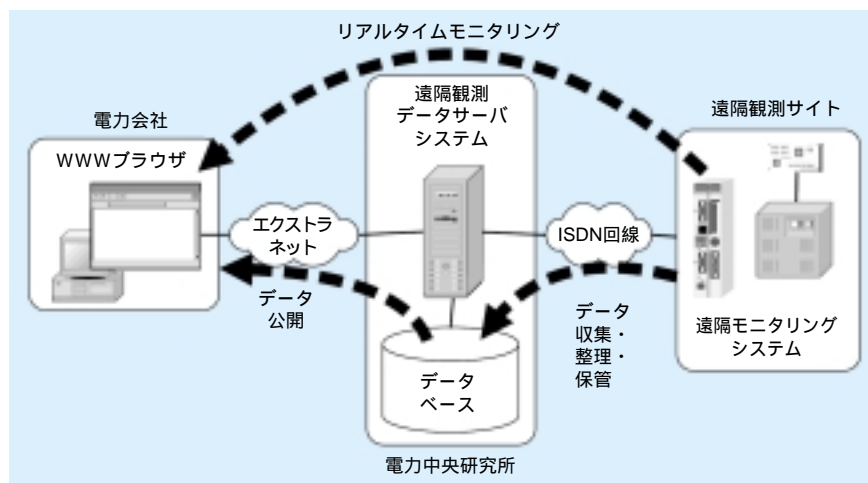 リアルタイムモニタリング
電力会社
WWWブラウザ
エクストラ
ネット
データ
公開
遠隔観測
データサーバ
システム
データ
ベース
電力中央研究所
ISDN回線
データ
収集・
整理・
保管
遠隔観測サイト
遠隔モニタリング
システム